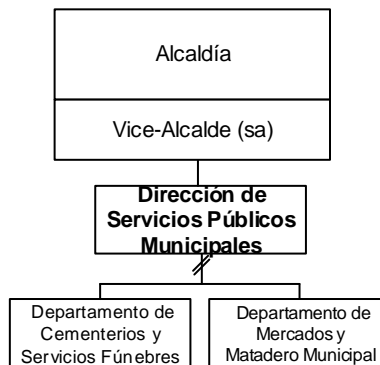 Alcaldía
Vice-Alcalde (sa)
Dirección de
Servicios Públicos
Municipales
Departamento de
Cementerios y
Servicios Fúnebres
Departamento de
Mercados y
Matadero Municipal